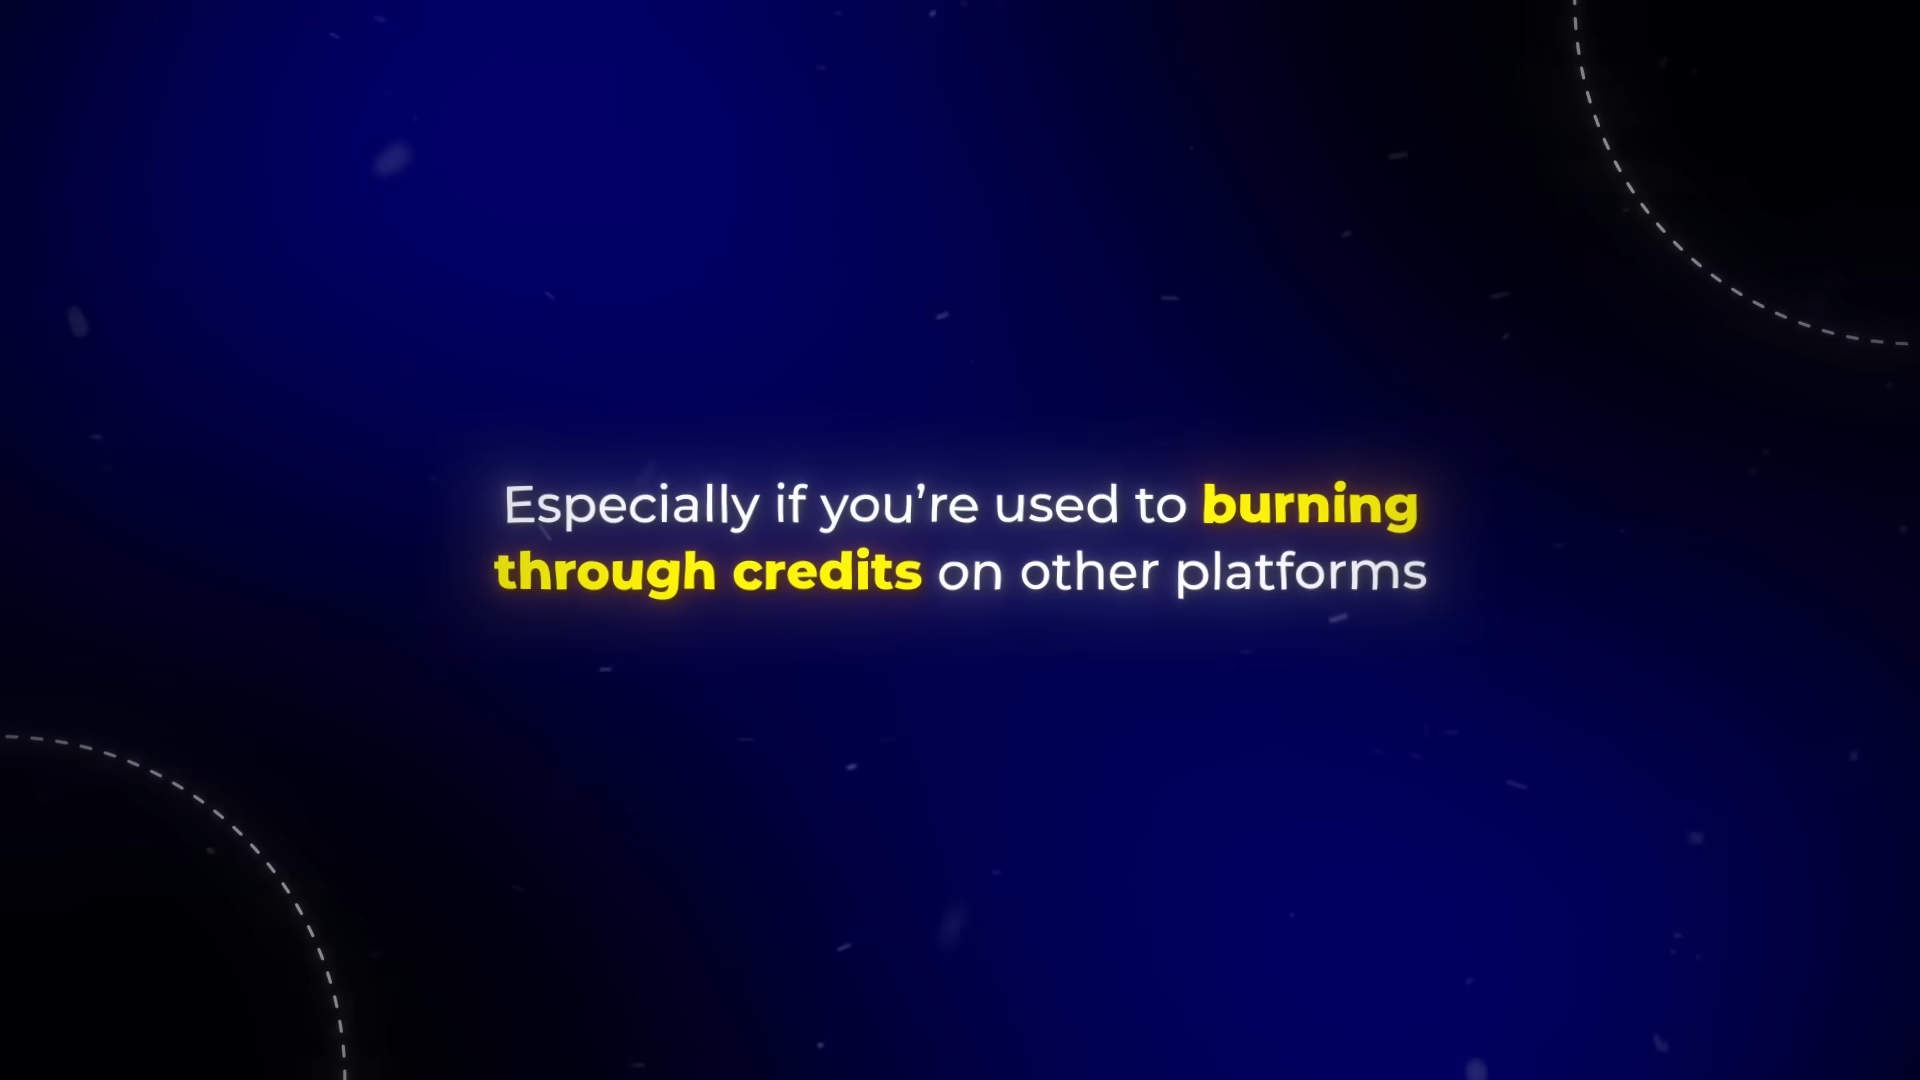 Especially if you’re used to burning
through credits on other platforms